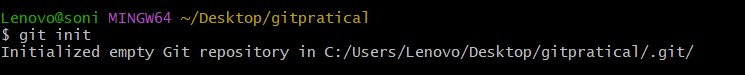 Lenovo@soni MINGW64 ~/Desktop/gitpratical
$ git init
Initialized empty Git repository in C:/Users/Lenovo/Desktop/gitpratical/.git/